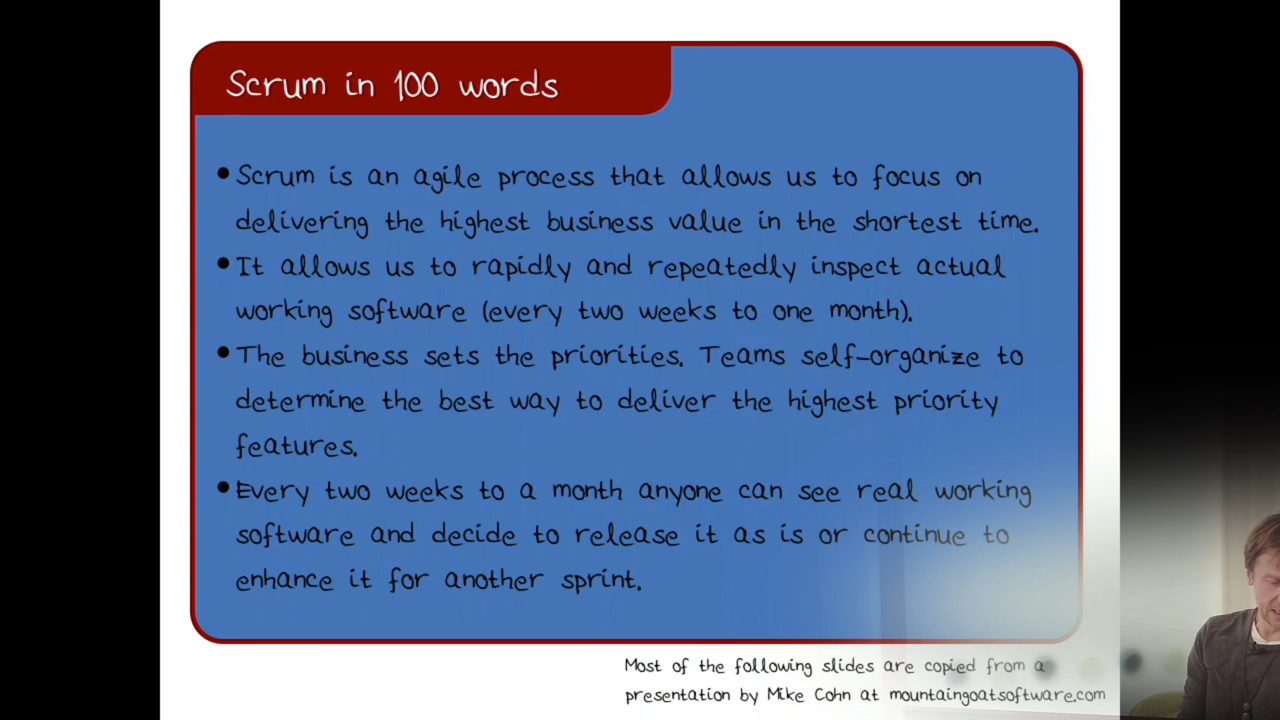 Scrum in 100 words
•Scrum is an agile process that allows us to focus on
delivering the highest business value in the shortest time.
•It allows us to rapidly and repeatedly inspect actual
working software (every two weeks to one month).
•The business sets the priorities. Teams self-organize to
determine the best way to deliver the highest priority
features.
•Every two weeks to a month anyone can see real working
software and decide to release it as is or continue to
enhance it for another sprint.
Most of the following slides are copied from a
presentation by Mike Cohn at mountaingoatsoftware.com